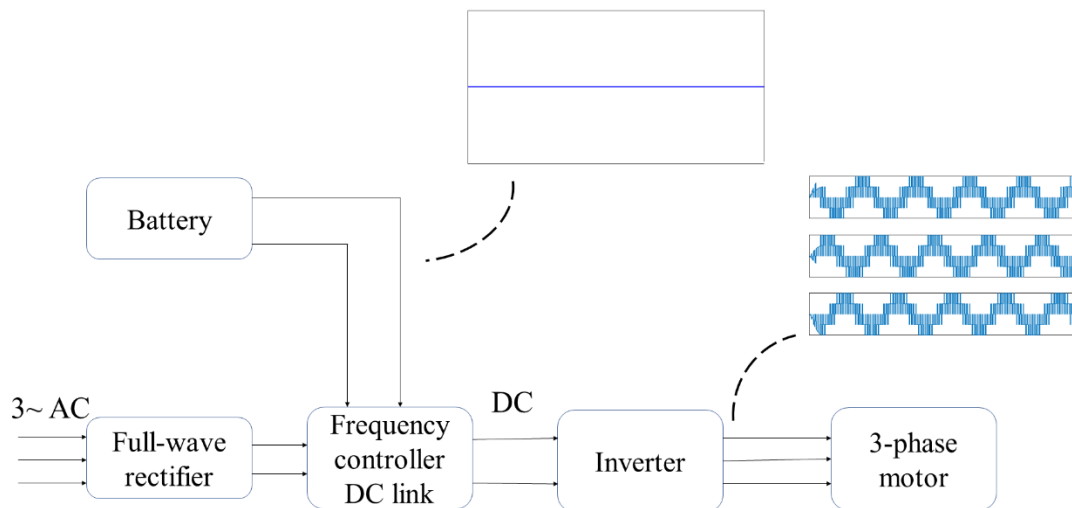 Battery
3~ AC
Full-wave
rectifier
Frequency
controller
DC link
DC
Inverter
3-phase
motor